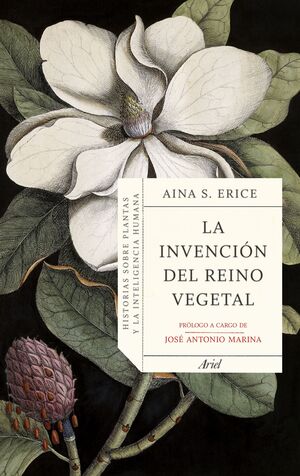 AINA S. ERICE
LA
INVENCIÓN
DEL REINO
VEGETAL
PRÓLOGO A CARGO DE
JOSÉ ANTONIO MARINA
Ariel
HISTORIAS SOBRE PLANTAS
Y LA INTELIGENCIA HUMANA